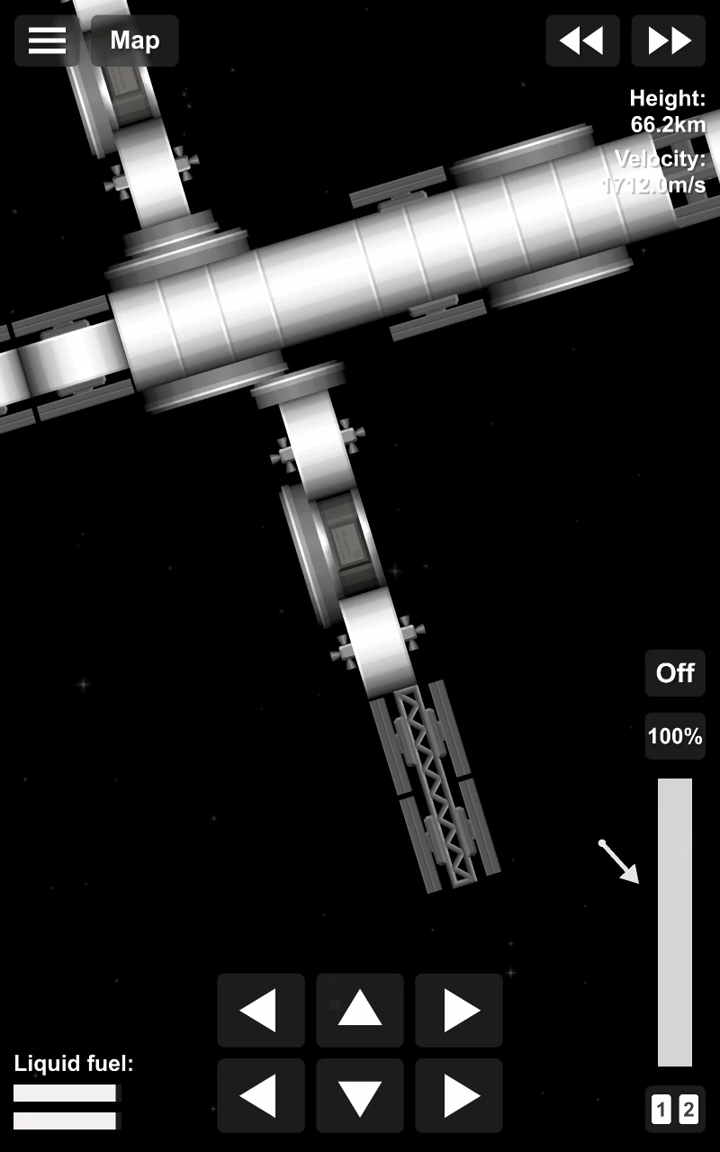 Map
Height:
66.2km
Velocity:
1712.0m/s
Off
100%
Liquid fuel:
1 2